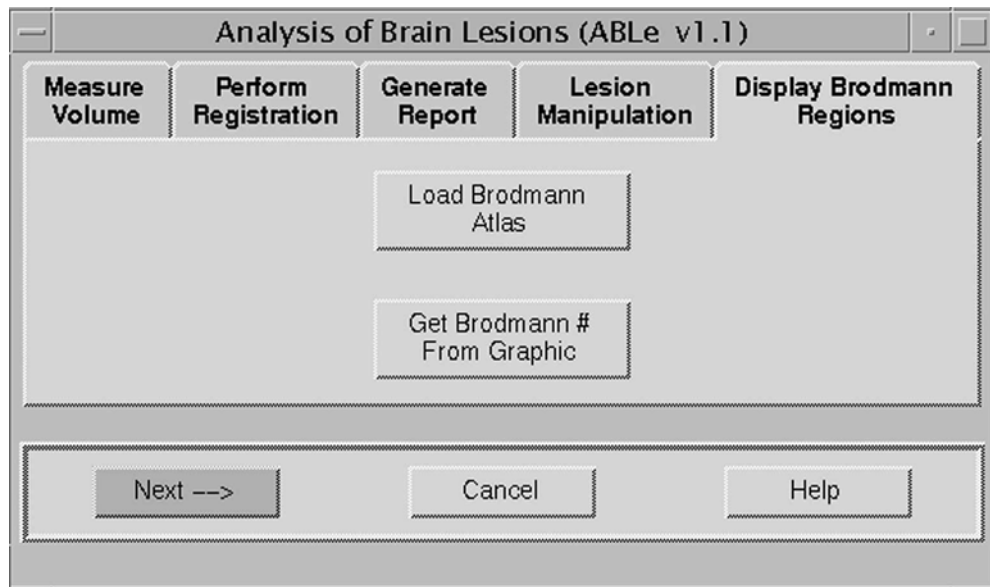 Analysis of Brain Lesions (ABLe v1.1)
Measure
Volume
Perform
Registration
Generate
Report
Lesion
Manipulation
Display Brodmann
Regions
Load Brodmann
Atlas
Get Brodmann #
From Graphic
Next -->
Cancel
Help